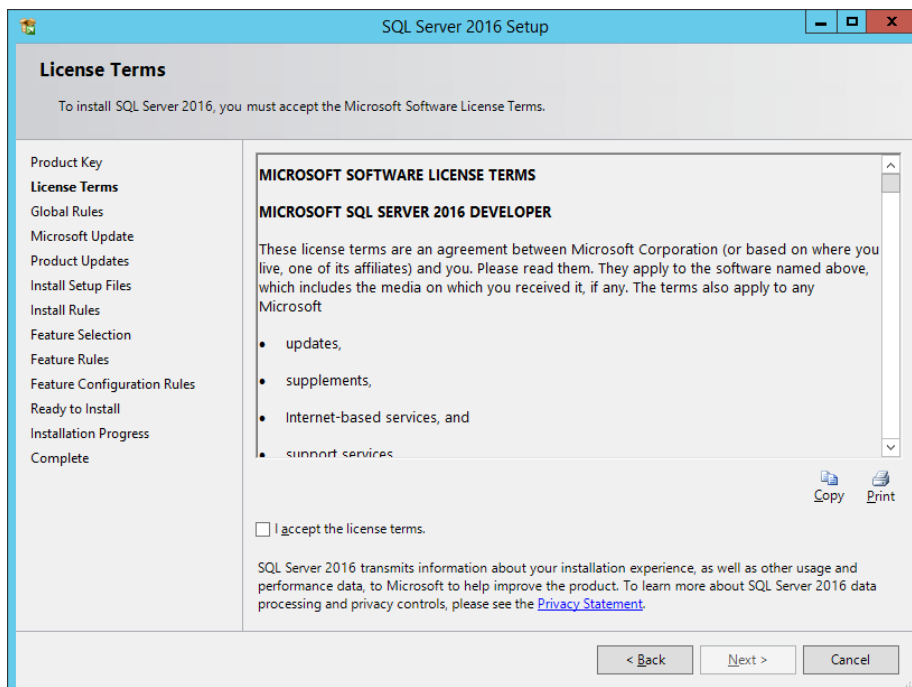 SQL Server 2016 Setup
License Terms
To install SQL Server 2016, you must accept the Microsoft Software License Terms.
Product Key
License Terms
Global Rules
Microsoft Update
Product Updates
Install Setup Files
Install Rules
Feature Selection
Feature Rules
Feature Configuration Rules
Ready to Install
Installation Progress
Complete
MICROSOFT SOFTWARE LICENSE TERMS
MICROSOFT SQL SERVER 2016 DEVELOPER
These license terms are an agreement between Microsoft Corporation (or based on where you
live, one of its affiliates) and you. Please read them. They apply to the software named above,
which includes the media on which you received it, if any. The terms also apply to any
Microsoft
• updates,
• supplements,
• Internet-based services, and
• support services
Copy Print
I accept the license terms.
SQL Server 2016 transmits information about your installation experience, as well as other usage and
performance data, to Microsoft to help improve the product. To learn more about SQL Server 2016 data
processing and privacy controls, please see the Privacy Statement.
< Back Next > Cancel